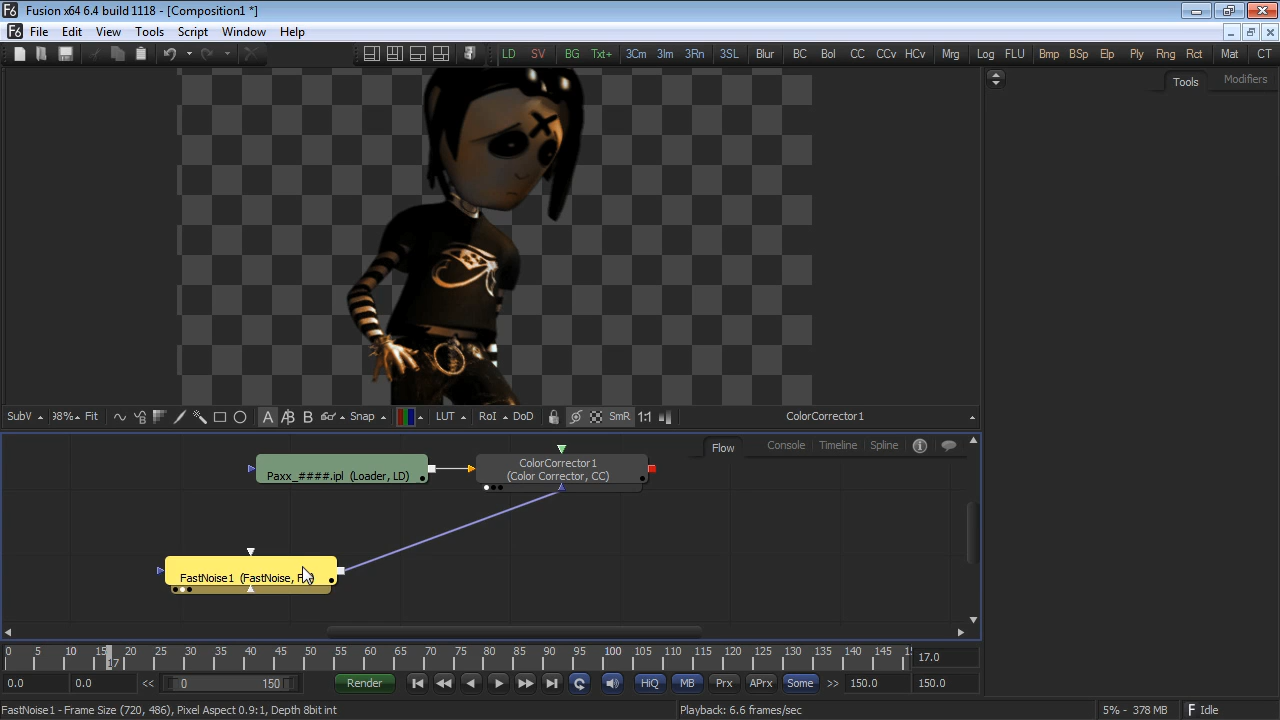 Fusion x64 6.4 build 1118 - [Composition1 *]
File Edit View Tools Script Window Help
LD SV BG Txt+ 3Cm 3Im 3Rn 3SL Blur BC Bol CC CCv HCv Mrg Log FLU Bmp BSp Elp Ply Rng Rct Mat CT
Tools Modifiers
SubV 98% Fit A B Snap LUT RoI DoD SmR 1:1 ColorCorrector1
Flow Console Timeline Spline
Paxx_####.ipl (Loader, LD)
ColorCorrector1
(Color Corrector, CC)
FastNoise1 (FastNoise, F
0 5 10 15 20 25 30 35 40 45 50 55 60 65 70 75 80 85 90 95 100 105 110 115 120 125 130 135 140 145
17
17.0
0.0 0.0 << 0 150 Render HiQ MB Prx APrx Some >> 150.0 150.0
FastNoise1 - Frame Size (720, 486), Pixel Aspect 0.9:1, Depth 8bit int
Playback: 6.6 frames/sec
5% - 378 MB
Idle